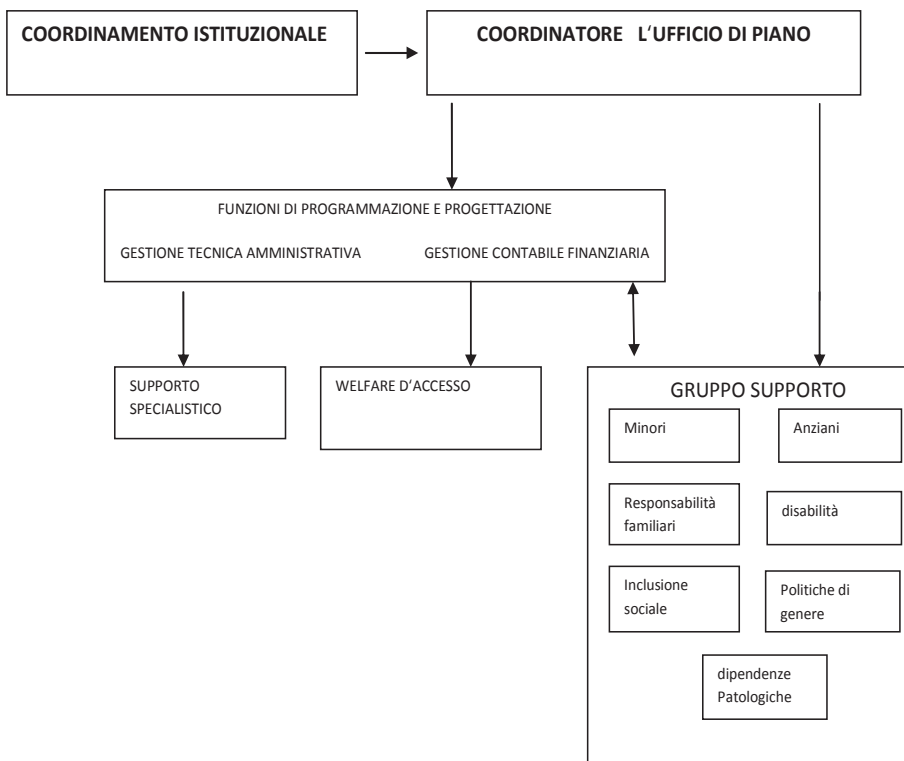 COORDINAMENTO ISTITUZIONALE
COORDINATORE L'UFFICIO DI PIANO
FUNZIONI DI PROGRAMMAZIONE E PROGETTAZIONE
GESTIONE TECNICA AMMINISTRATIVA GESTIONE CONTABILE FINANZIARIA
SUPPORTO
SPECIALISTICO
WELFARE D'ACCESSO
GRUPPO SUPPORTO
Minori
Anziani
Responsabilità
familiari
disabilità
Inclusione
sociale
Politiche di
genere
dipendenze
Patologiche